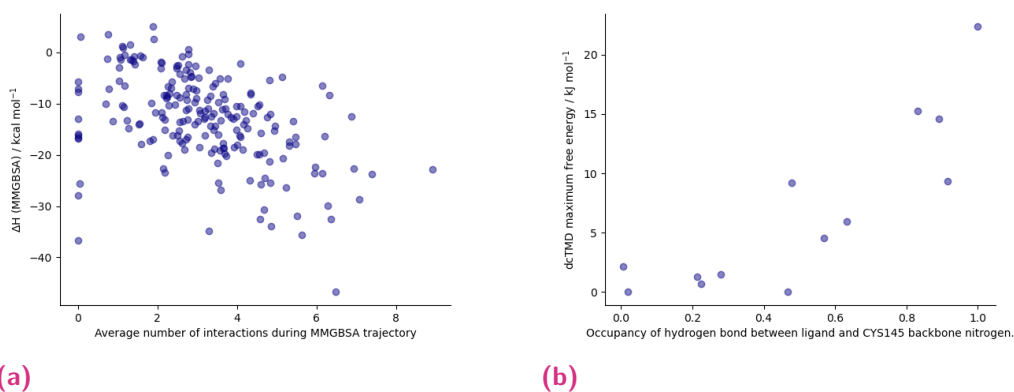 0
−10
−20
−30
−40
ΔH (MMGBSA) / kcal mol⁻¹
0 2 4 6 8
Average number of interactions during MMGBSA trajectory
(a)
20
15
10
5
0
dcTMD maximum free energy / kJ mol⁻¹
0.0 0.2 0.4 0.6 0.8 1.0
Occupancy of hydrogen bond between ligand and CYS145 backbone nitrogen.
(b)